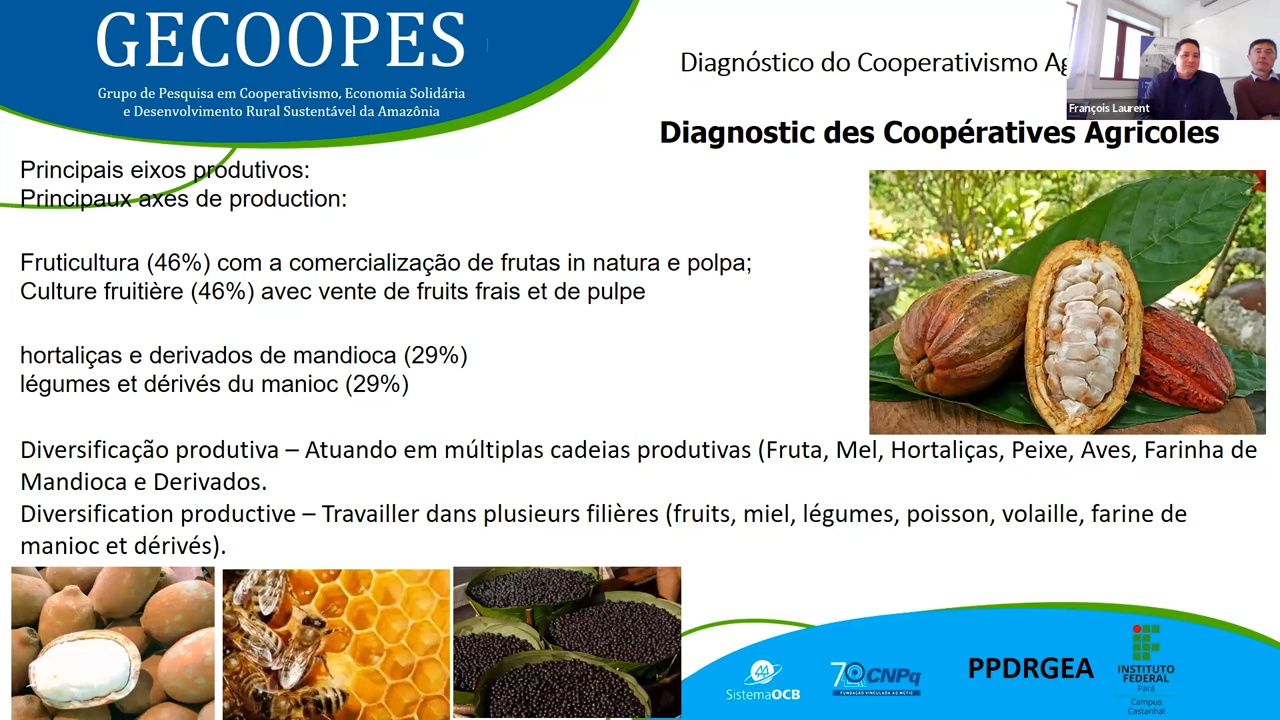 GECOOPES
Grupo de Pesquisa em Cooperativismo, Economia Solidária
e Desenvolvimento Rural Sustentável da Amazônia
Diagnóstico do Cooperativismo
François Laurent
Diagnostic des Coopératives Agricoles
Principais eixos produtivos:
Principaux axes de production:
Fruticultura (46%) com a comercialização de frutas in natura e polpa;
Culture fruitière (46%) avec vente de fruits frais et de pulpe
hortaliças e derivados de mandioca (29%)
légumes et dérivés du manioc (29%)
Diversificação produtiva – Atuando em múltiplas cadeias produtivas (Fruta, Mel, Hortaliças, Peixe, Aves, Farinha de
Mandioca e Derivados.
Diversification productive – Travailler dans plusieurs filières (fruits, miel, légumes, poisson, volaille, farine de
manioc et dérivés).
SistemaOCB
70 CNPq
FUNDAÇÃO VINCULADA AO MCTIC
PPDRGEA
INSTITUTO
FEDERAL
Pará
Campus
Castanhal